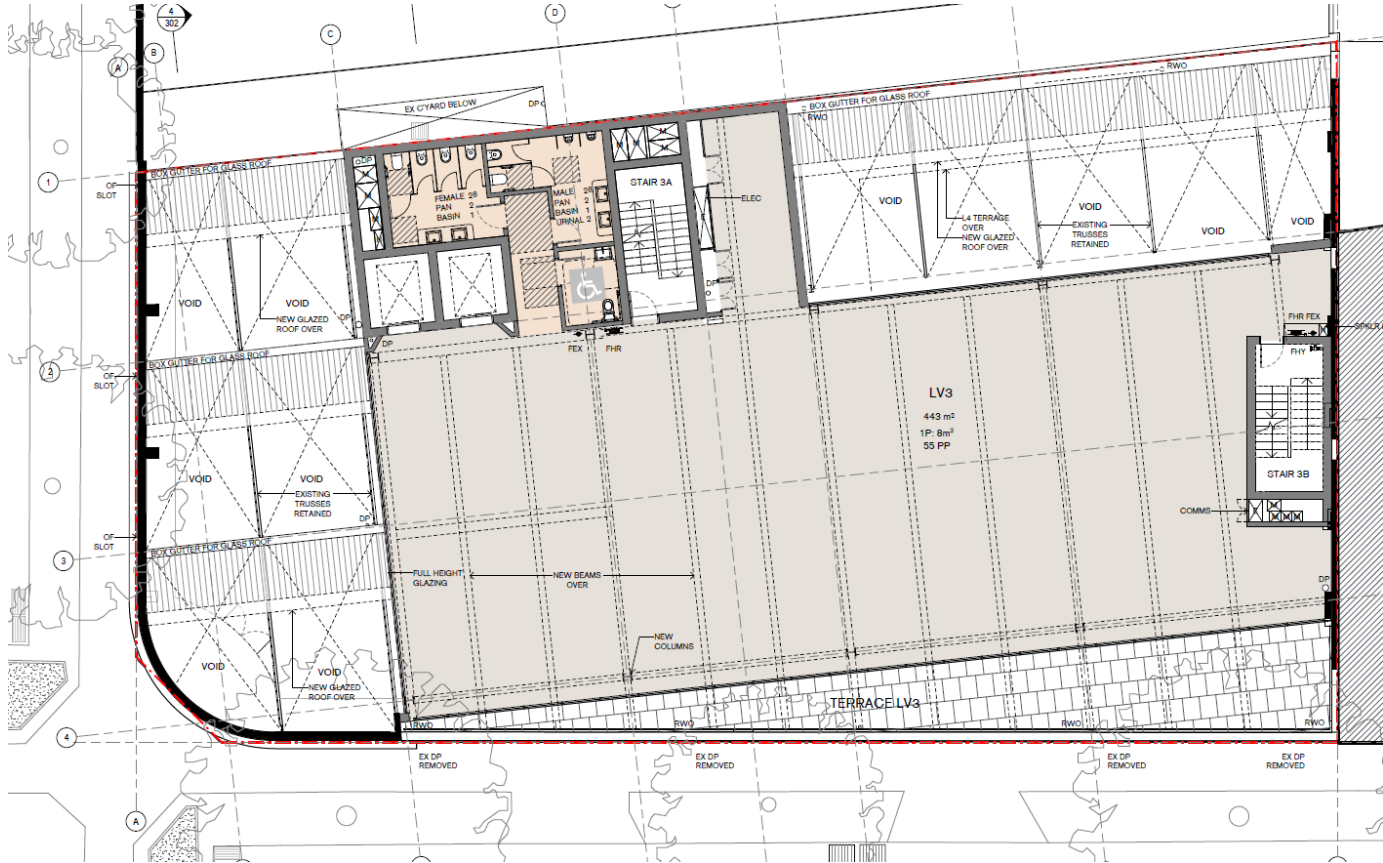 4
302
D
C
B
A
RWO
EX C'YARD BELOW
DP
BOX GUTTER FOR GLASS ROOF
RWO
1
OF
SLOT
BOX GUTTER FOR GLASS ROOF
DP
M
M
M
FEMALE 28
PAN 2
BASIN 1
MALE 28
PAN 2
BASIN 1
URINAL 2
M
M
M
M
STAIR 3A
ELEC
DP
VOID
L4 TERRAGE
OVER
NEW GLAZED
ROOF OVER
VOID
EXISTING
TRUSSES
RETAINED
VOID
VOID
VOID
VOID
NEW GLAZED
ROOF OVER
DP
DP
FEX
FHR
FHR FEX
FHY
2
OF
SLOT
BOX GUTTER FOR GLASS ROOF
LV3
443 m²
1P: 8m²
55 PP
VOID
VOID
EXISTING
TRUSSES
RETAINED
DP
STAIR 3B
COMMS
M
M
M
M
OF
SLOT
3
BOX GUTTER FOR GLASS ROOF
FULL HEIGHT
GLAZING
NEW BEAMS
OVER
DP
NEW
COLUMNS
VOID
VOID
NEW GLAZED
ROOF OVER
TERRACE LV3
4
RWO
RWO
RWO
RWO
EX DP
REMOVED
EX DP
REMOVED
EX DP
REMOVED
EX DP
REMOVED
A